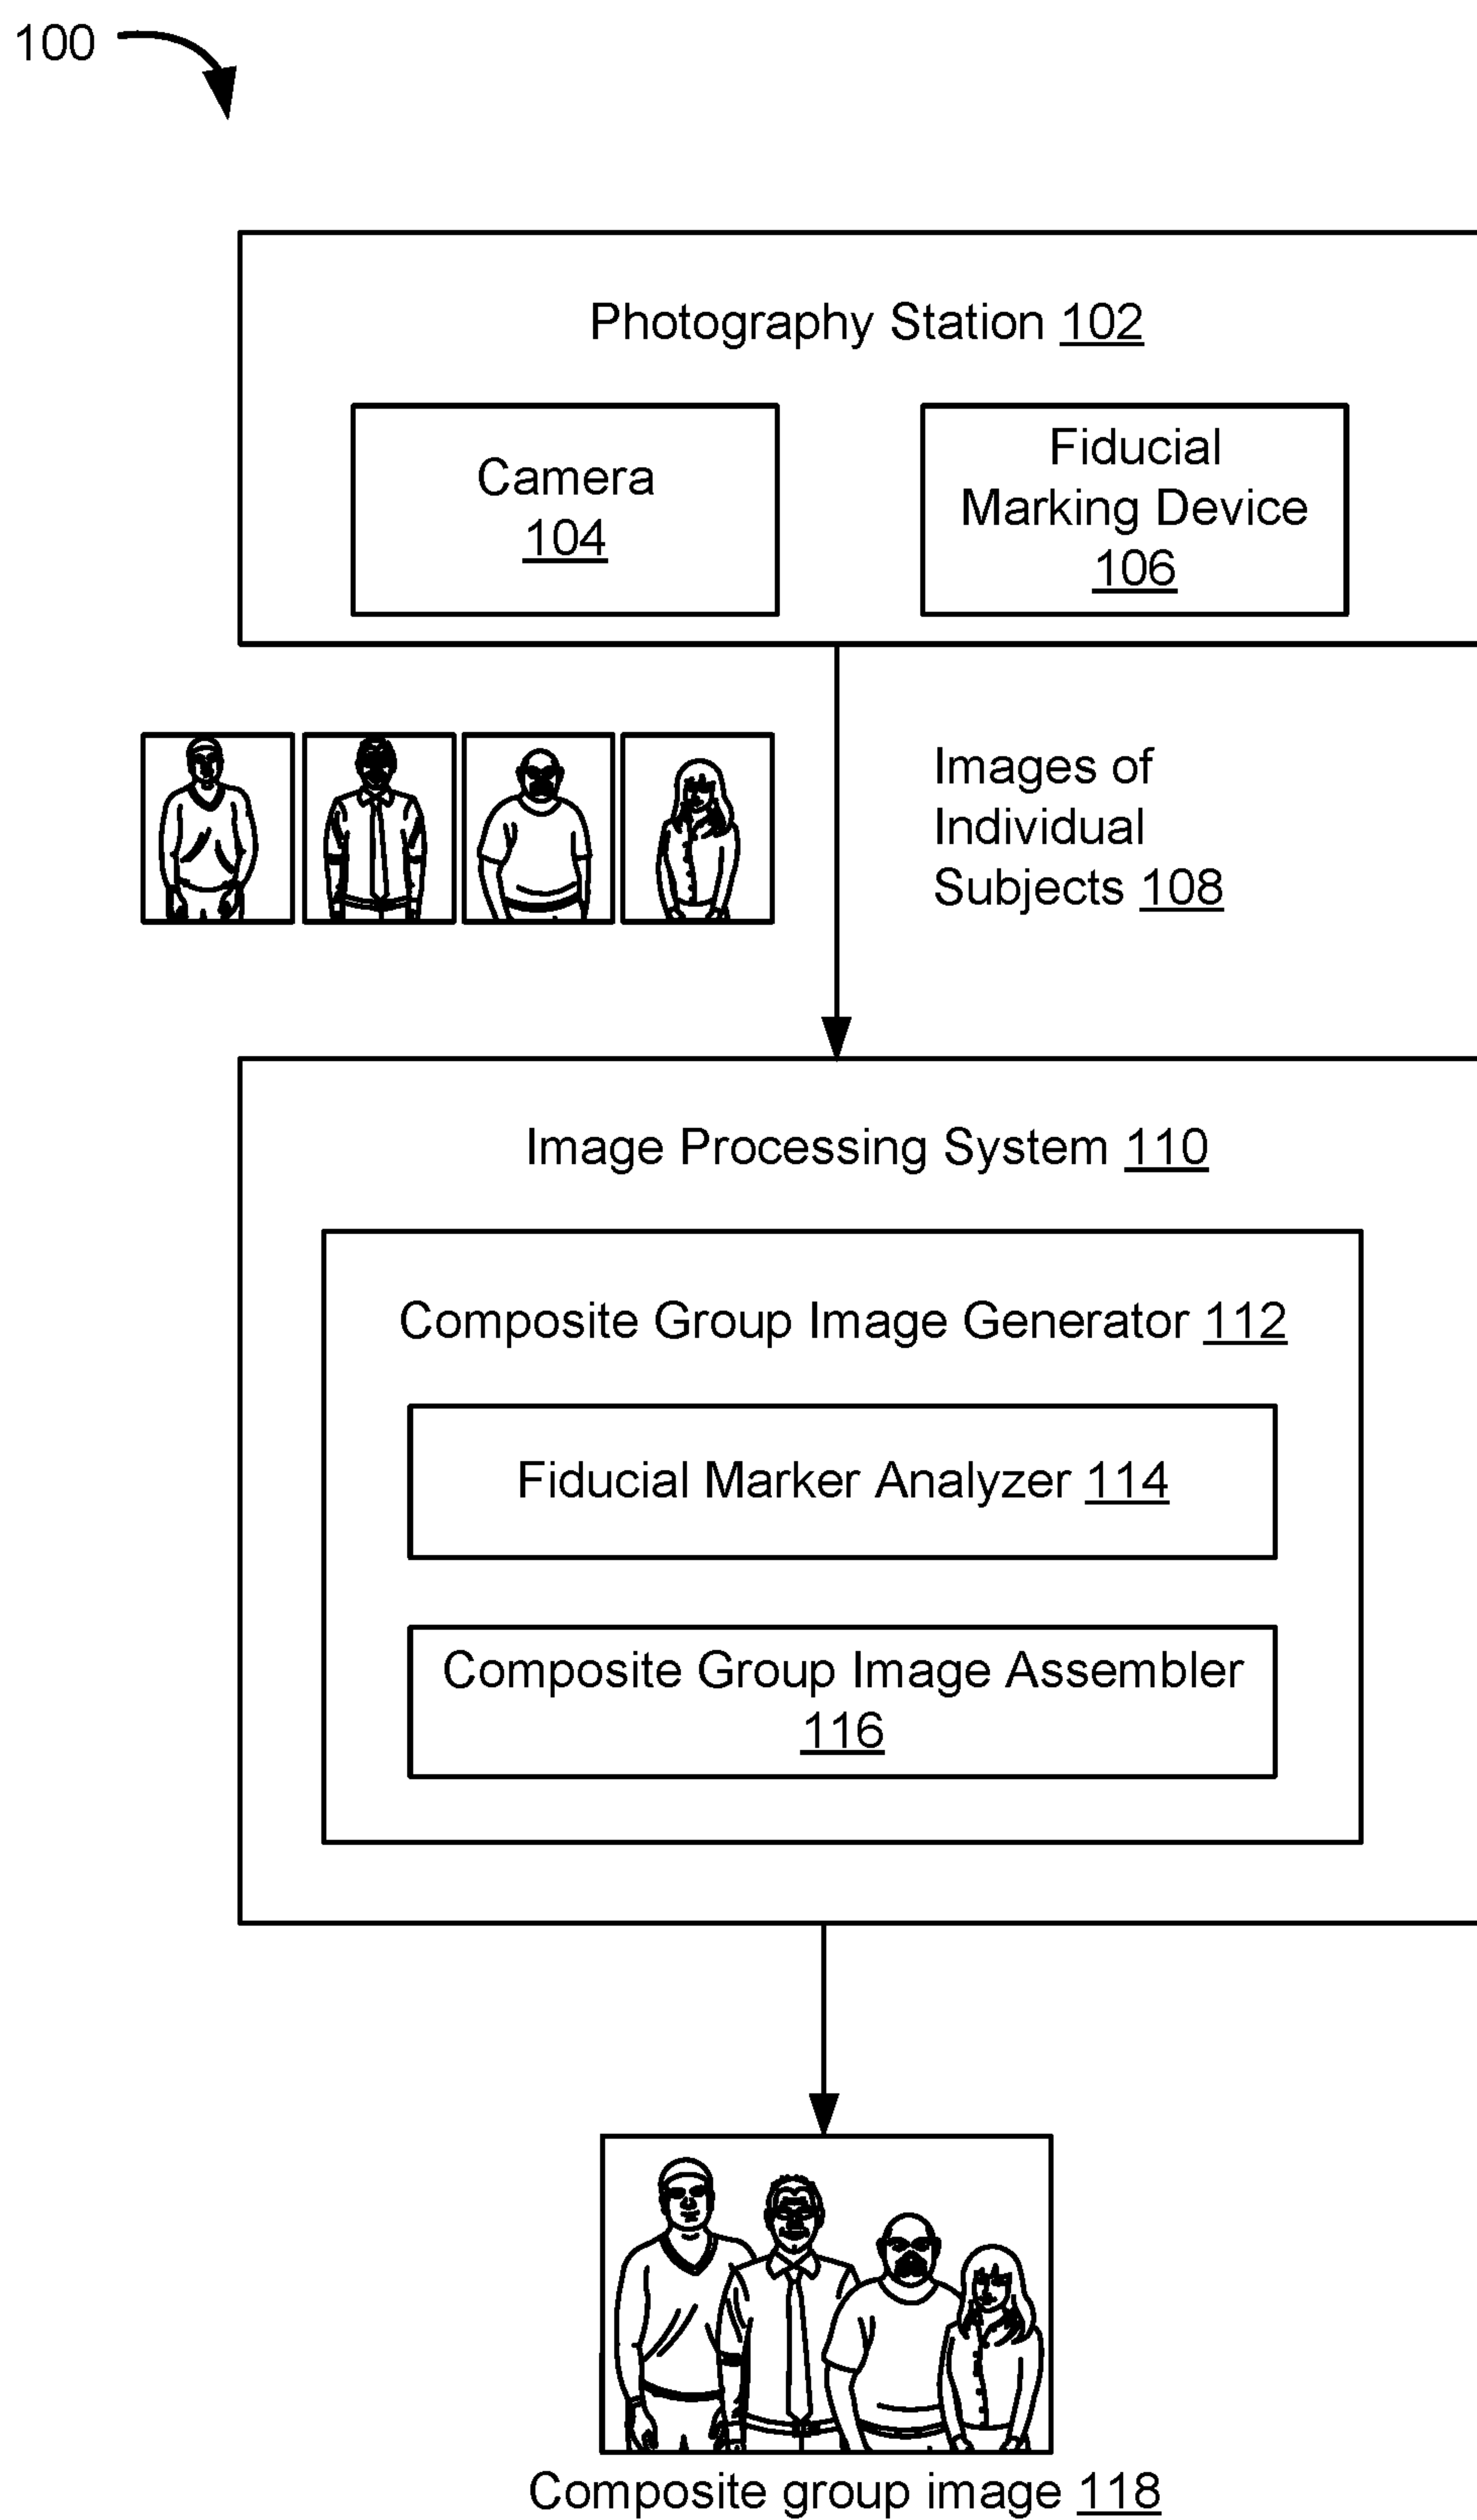 100
Photography Station 102
Camera
104
Fiducial
Marking Device
106
Images of
Individual
Subjects 108
Image Processing System 110
Composite Group Image Generator 112
Fiducial Marker Analyzer 114
Composite Group Image Assembler
116
Composite group image 118